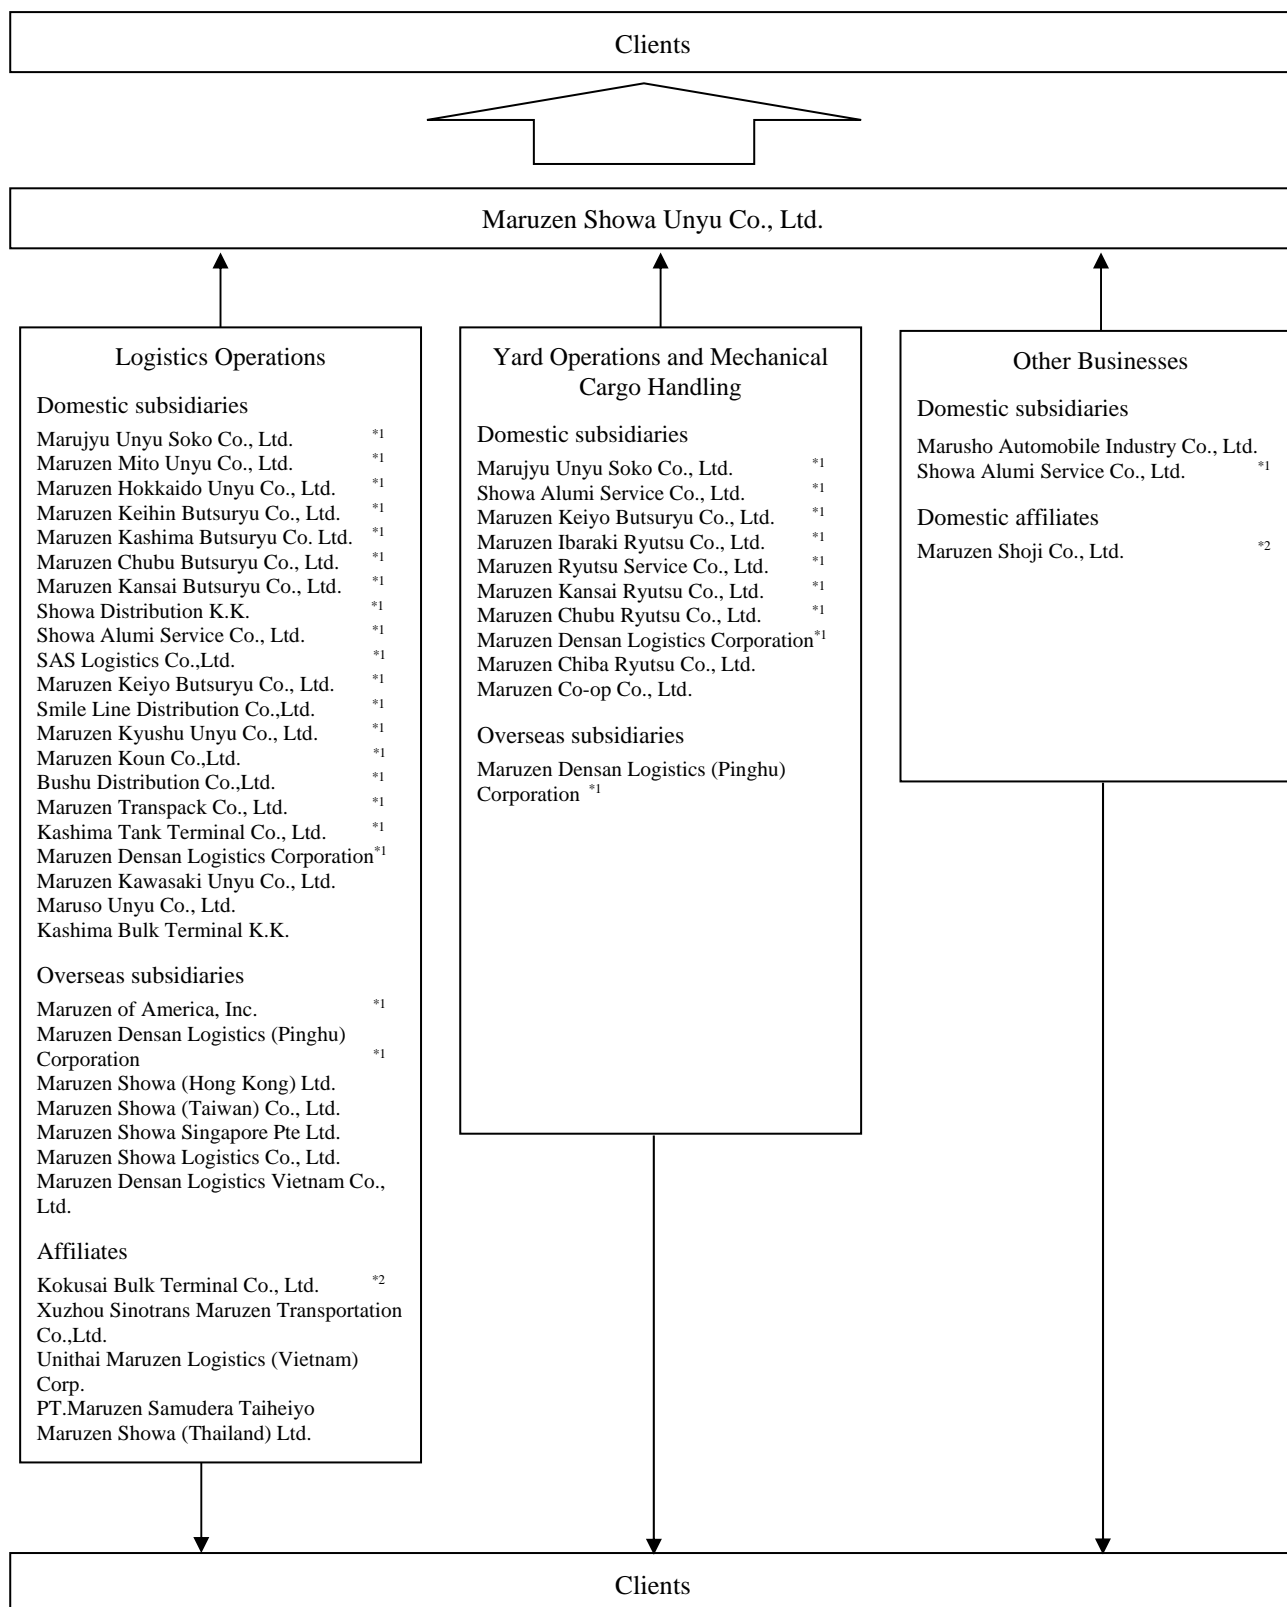 Clients
Maruzen Showa Unyu Co., Ltd.
Logistics Operations
Domestic subsidiaries
Marujyu Unyu Soko Co., Ltd. *1
Maruzen Mito Unyu Co., Ltd. *1
Maruzen Hokkaido Unyu Co., Ltd. *1
Maruzen Keihin Butsuryu Co., Ltd. *1
Maruzen Kashima Butsuryu Co. Ltd. *1
Maruzen Chubu Butsuryu Co., Ltd. *1
Maruzen Kansai Butsuryu Co., Ltd. *1
Showa Distribution K.K. *1
Showa Alumi Service Co., Ltd. *1
SAS Logistics Co.,Ltd. *1
Maruzen Keiyo Butsuryu Co., Ltd. *1
Smile Line Distribution Co.,Ltd. *1
Maruzen Kyushu Unyu Co., Ltd. *1
Maruzen Koun Co.,Ltd. *1
Bushu Distribution Co.,Ltd. *1
Maruzen Transpack Co., Ltd. *1
Kashima Tank Terminal Co., Ltd. *1
Maruzen Densan Logistics Corporation*1
Maruzen Kawasaki Unyu Co., Ltd.
Maruso Unyu Co., Ltd.
Kashima Bulk Terminal K.K.
Overseas subsidiaries
Maruzen of America, Inc. *1
Maruzen Densan Logistics (Pinghu)
Corporation *1
Maruzen Showa (Hong Kong) Ltd.
Maruzen Showa (Taiwan) Co., Ltd.
Maruzen Showa Singapore Pte Ltd.
Maruzen Showa Logistics Co., Ltd.
Maruzen Densan Logistics Vietnam Co.,
Ltd.
Affiliates
Kokusai Bulk Terminal Co., Ltd. *2
Xuzhou Sinotrans Maruzen Transportation
Co.,Ltd.
Unithai Maruzen Logistics (Vietnam)
Corp.
PT.Maruzen Samudera Taiheiyo
Maruzen Showa (Thailand) Ltd.
Yard Operations and Mechanical
Cargo Handling
Domestic subsidiaries
Marujyu Unyu Soko Co., Ltd. *1
Showa Alumi Service Co., Ltd. *1
Maruzen Keiyo Butsuryu Co., Ltd. *1
Maruzen Ibaraki Ryutsu Co., Ltd. *1
Maruzen Ryutsu Service Co., Ltd. *1
Maruzen Kansai Ryutsu Co., Ltd. *1
Maruzen Chubu Ryutsu Co., Ltd. *1
Maruzen Densan Logistics Corporation*1
Maruzen Chiba Ryutsu Co., Ltd.
Maruzen Co-op Co., Ltd.
Overseas subsidiaries
Maruzen Densan Logistics (Pinghu)
Corporation *1
Other Businesses
Domestic subsidiaries
Marusho Automobile Industry Co., Ltd.
Showa Alumi Service Co., Ltd. *1
Domestic affiliates
Maruzen Shoji Co., Ltd. *2
Clients